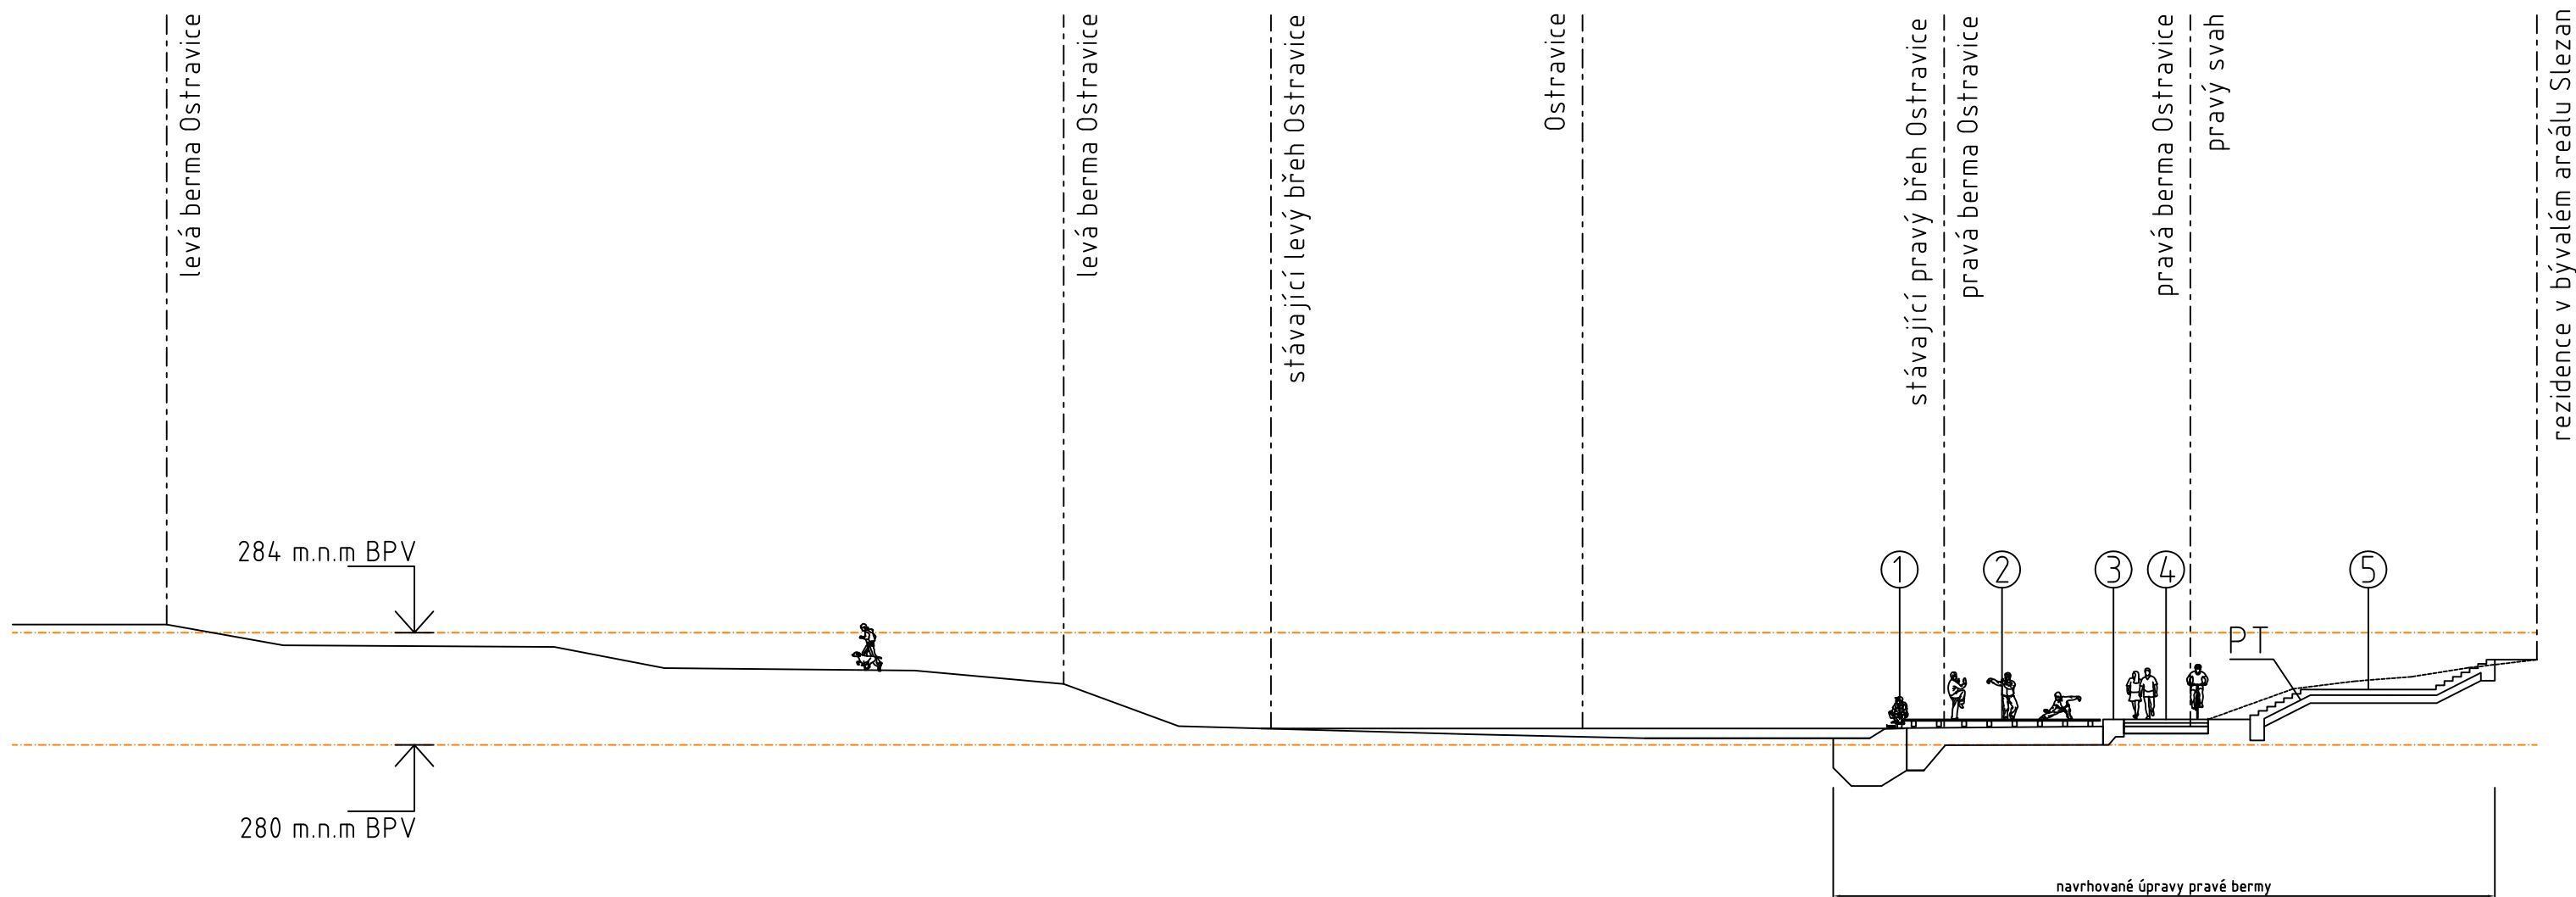 levá berma Ostravice
levá berma Ostravice
stávající levý břeh Ostravice
Ostravice
stávající pravý břeh Ostravice
pravá berma Ostravice
pravá berma Ostravice
pravý svah
rezidence v bývalém areálu Slezan
284 m.n.m BPV
1
2
3
4
5
PT
280 m.n.m BPV
navrhované úpravy pravé bermy